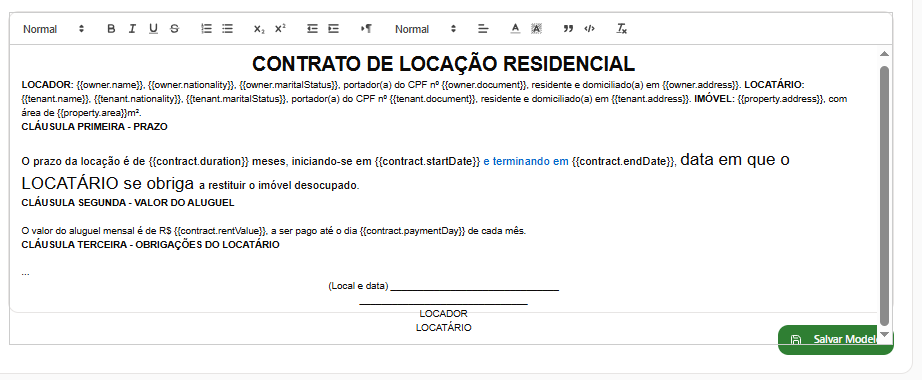 Normal B I U S x₂ x² ¶ Normal A A ” </> Tx
CONTRATO DE LOCAÇÃO RESIDENCIAL
LOCADOR: {{owner.name}}, {{owner.nationality}}, {{owner.maritalStatus}}, portador(a) do CPF nº {{owner.document}}, residente e domiciliado(a) em {{owner.address}}. LOCATÁRIO:
{{tenant.name}}, {{tenant.nationality}}, {{tenant.maritalStatus}}, portador(a) do CPF nº {{tenant.document}}, residente e domiciliado(a) em {{tenant.address}}. IMÓVEL: {{property.address}}, com
área de {{property.area}}m².
CLÁUSULA PRIMEIRA - PRAZO
O prazo da locação é de {{contract.duration}} meses, iniciando-se em {{contract.startDate}} e terminando em {{contract.endDate}}, data em que o
LOCATÁRIO se obriga a restituir o imóvel desocupado.
CLÁUSULA SEGUNDA - VALOR DO ALUGUEL
O valor do aluguel mensal é de R$ {{contract.rentValue}}, a ser pago até o dia {{contract.paymentDay}} de cada mês.
CLÁUSULA TERCEIRA - OBRIGAÇÕES DO LOCATÁRIO
...
(Local e data) ______________________________
______________________________
LOCADOR
LOCATÁRIO
Salvar Modelo